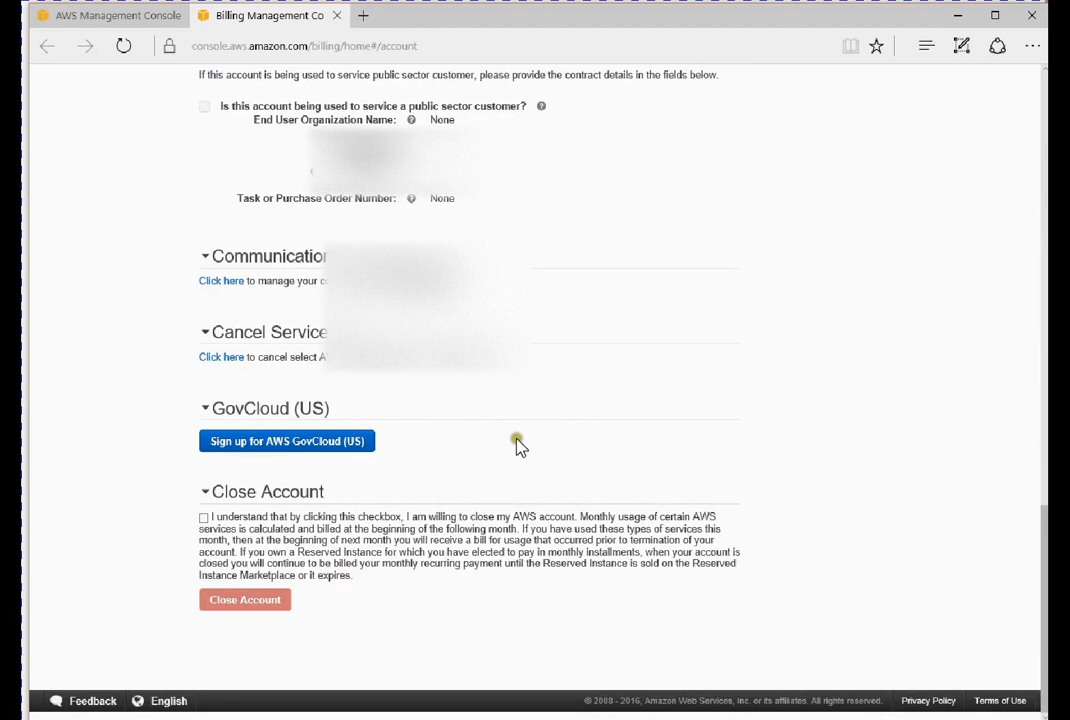 AWS Management Console
Billing Management Co
console.aws.amazon.com/billing/home#/account
If this account is being used to service public sector customer, please provide the contract details in the fields below.
Is this account being used to service a public sector customer?
End User Organization Name: None
Task or Purchase Order Number: None
Communication
Click here to manage your
Cancel Service
Click here to cancel select
GovCloud (US)
Sign up for AWS GovCloud (US)
Close Account
I understand that by clicking this checkbox, I am willing to close my AWS account. Monthly usage of certain AWS
services is calculated and billed at the beginning of the following month. If you have used these types of services this
month, then at the beginning of next month you will receive a bill for usage that occurred prior to termination of your
account. If you own a Reserved Instance for which you have elected to pay in monthly installments, when your account is
closed you will continue to be billed your monthly recurring payment until the Reserved Instance is sold on the Reserved
Instance Marketplace or it expires.
Close Account
Feedback
English
© 2008 - 2016, Amazon Web Services, Inc. or its affiliates. All rights reserved.
Privacy Policy
Terms of Use